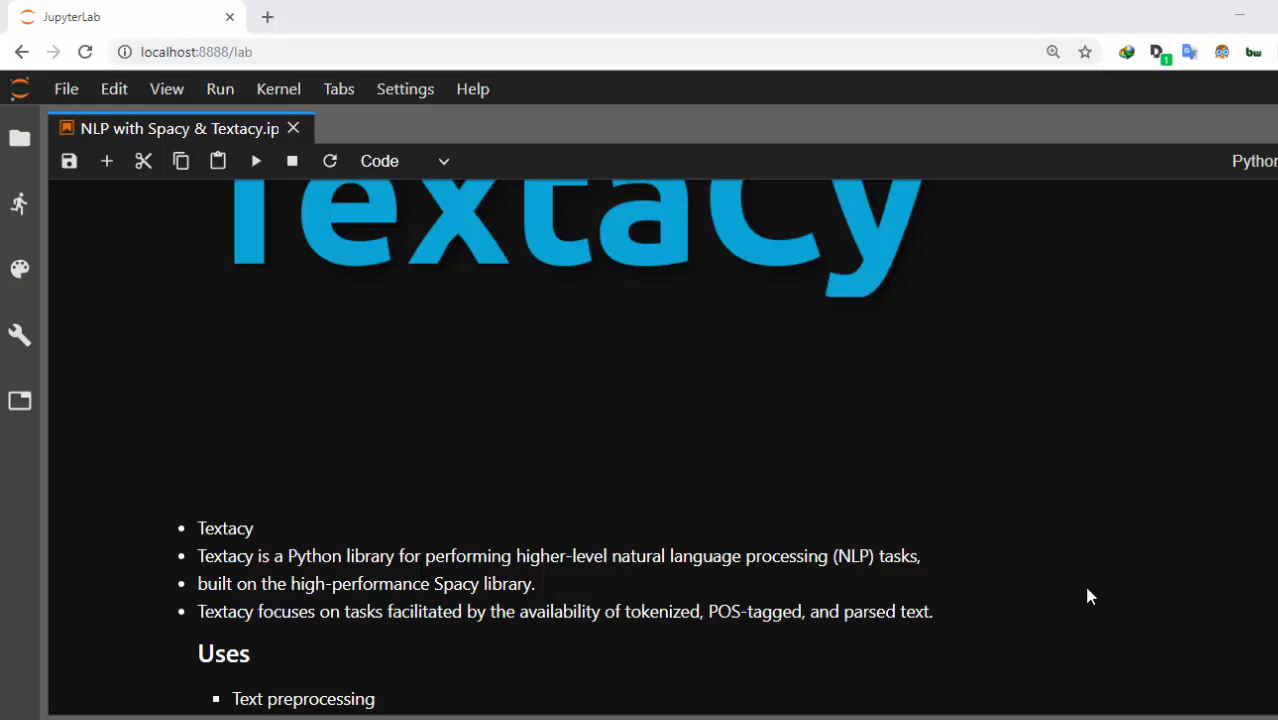 JupyterLab
localhost:8888/lab
1
bw
File Edit View Run Kernel Tabs Settings Help
NLP with Spacy & Textacy.ip
Code
Python
TextaCy
Textacy
Textacy is a Python library for performing higher-level natural language processing (NLP) tasks,
built on the high-performance Spacy library.
Textacy focuses on tasks facilitated by the availability of tokenized, POS-tagged, and parsed text.
Uses
Text preprocessing